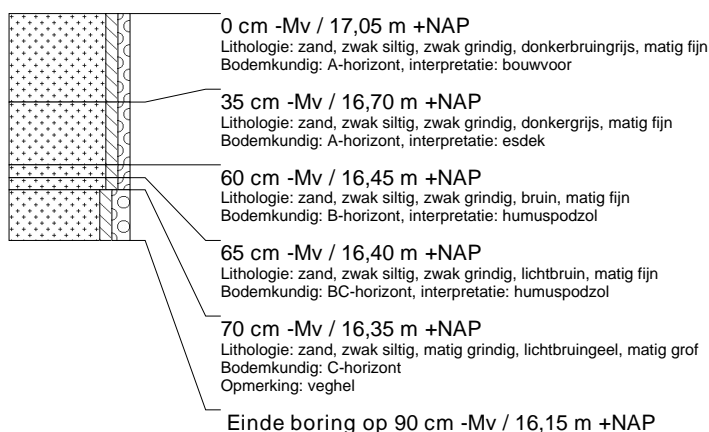 0 cm -Mv / 17,05 m +NAP
Lithologie: zand, zwak siltig, zwak grindig, donkerbruingrijs, matig fijn
Bodemkundig: A-horizont, interpretatie: bouwvoor
35 cm -Mv / 16,70 m +NAP
Lithologie: zand, zwak siltig, zwak grindig, donkergrijs, matig fijn
Bodemkundig: A-horizont, interpretatie: esdek
60 cm -Mv / 16,45 m +NAP
Lithologie: zand, zwak siltig, zwak grindig, bruin, matig fijn
Bodemkundig: B-horizont, interpretatie: humuspodzol
65 cm -Mv / 16,40 m +NAP
Lithologie: zand, zwak siltig, zwak grindig, lichtbruin, matig fijn
Bodemkundig: BC-horizont, interpretatie: humuspodzol
70 cm -Mv / 16,35 m +NAP
Lithologie: zand, zwak siltig, matig grindig, lichtbruingeel, matig grof
Bodemkundig: C-horizont
Opmerking: veghel
Einde boring op 90 cm -Mv / 16,15 m +NAP